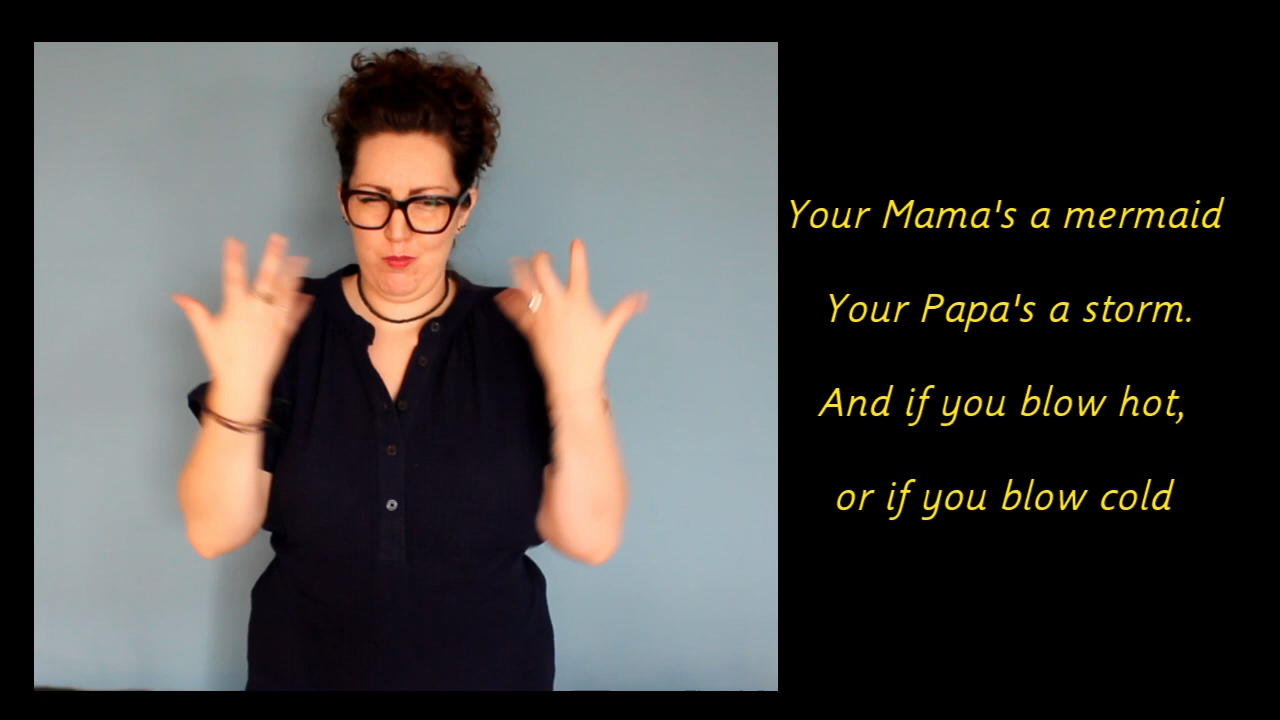 Your Mama's a mermaid
Your Papa's a storm.
And if you blow hot,
or if you blow cold